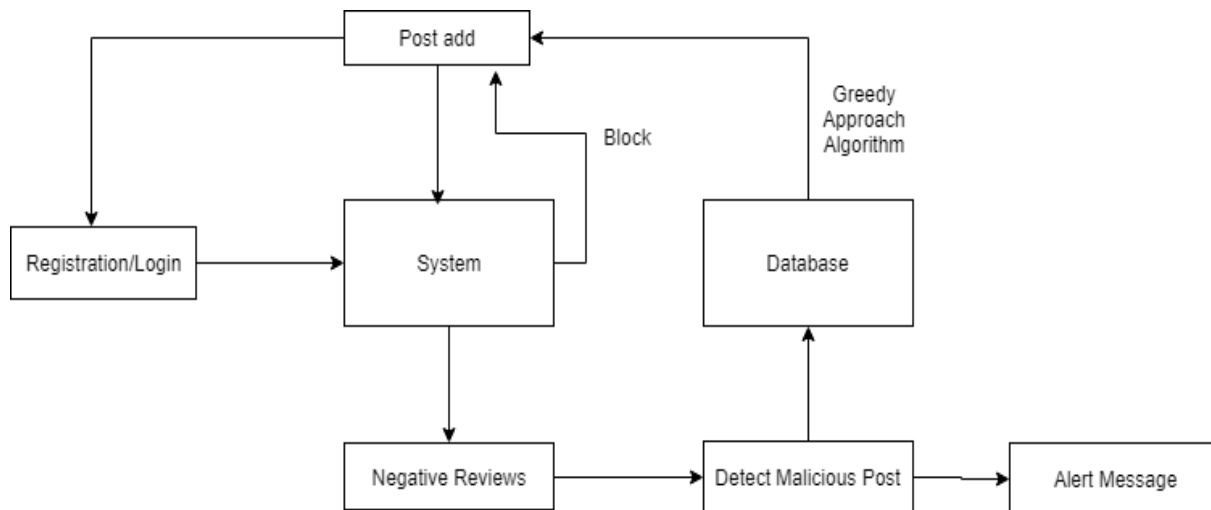 Post add
Greedy
Approach
Algorithm
Block
Registration/Login
System
Database
Negative Reviews
Detect Malicious Post
Alert Message